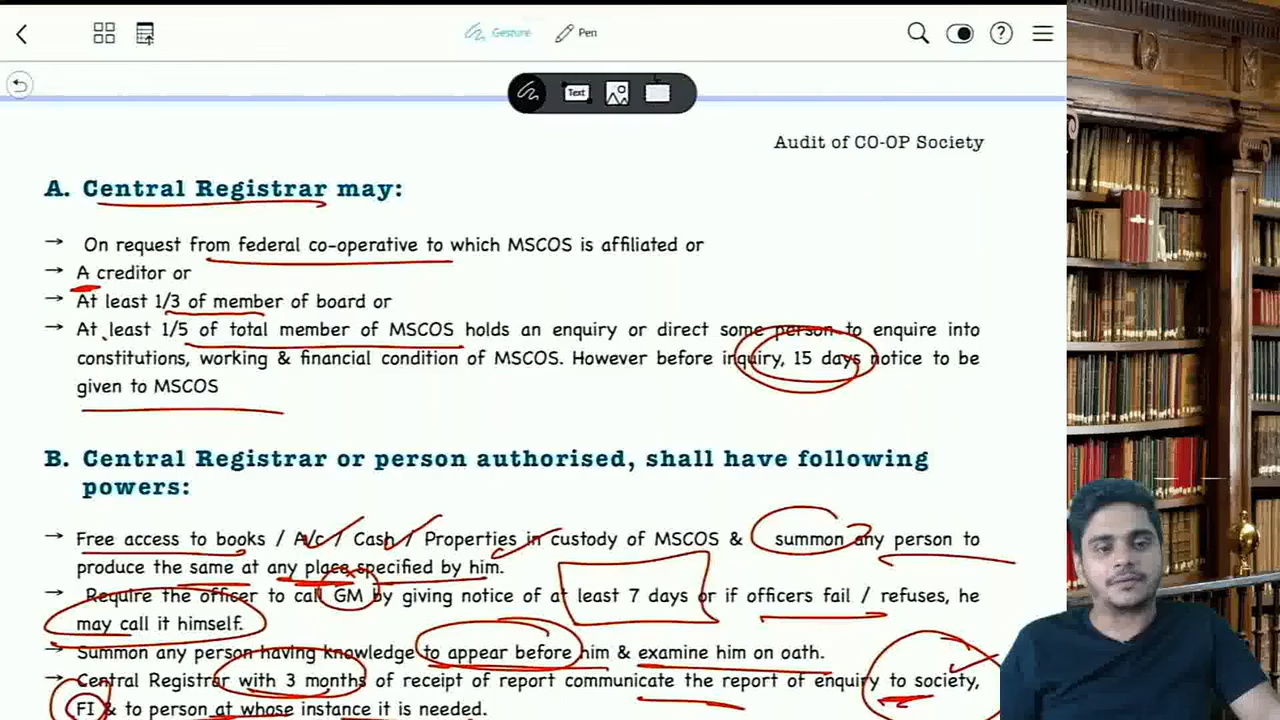 Gesture Pen
Text
Audit of CO-OP Society
A. Central Registrar may:
→ On request from federal co-operative to which MSCOS is affiliated or
→ A creditor or
→ At least 1/3 of member of board or
→ At least 1/5 of total member of MSCOS holds an enquiry or direct some person to enquire into
constitutions, working & financial condition of MSCOS. However before inquiry, 15 days notice to be
given to MSCOS
B. Central Registrar or person authorised, shall have following
powers:
→ Free access to books / A/c / Cash / Properties in custody of MSCOS & summon any person to
produce the same at any place specified by him.
→ Require the officer to call GM by giving notice of at least 7 days or if officers fail / refuses, he
may call it himself.
→ Summon any person having knowledge to appear before him & examine him on oath.
→ Central Registrar with 3 months of receipt of report communicate the report of enquiry to society,
FI & to person at whose instance it is needed.